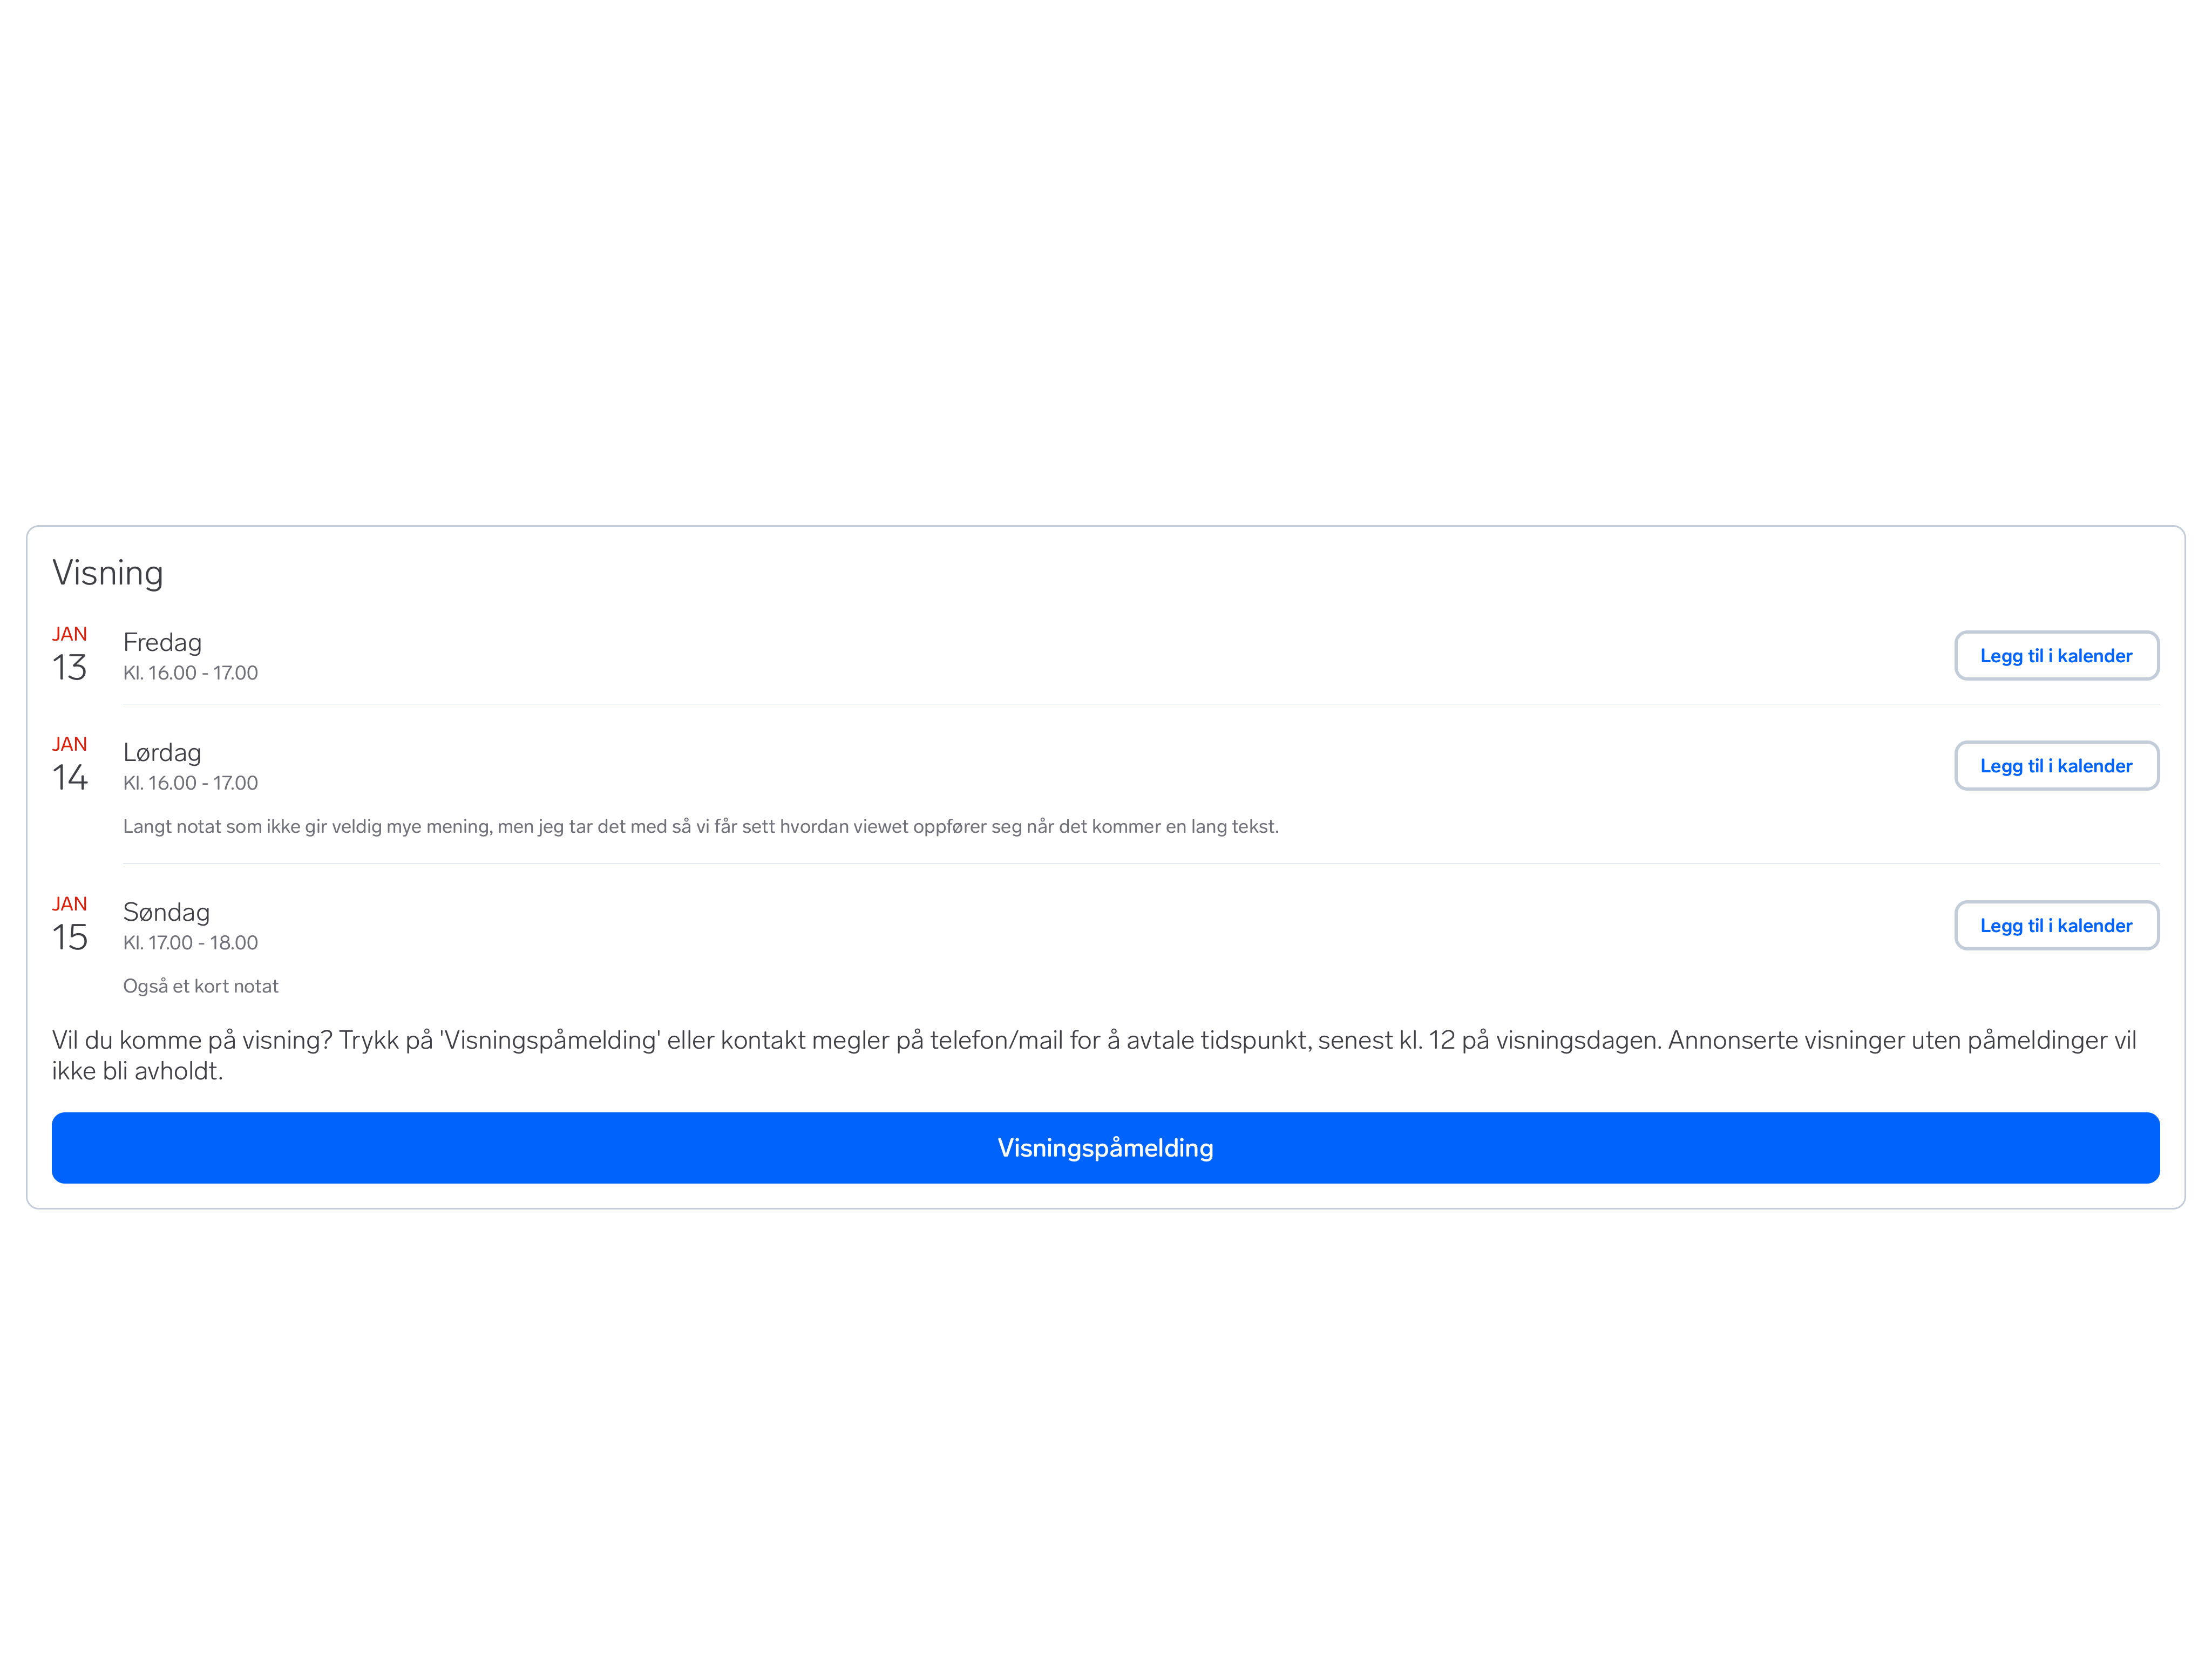 Visning
JAN
13
Fredag
Kl. 16.00 - 17.00
Legg til i kalender
JAN
14
Lørdag
Kl. 16.00 - 17.00
Legg til i kalender
Langt notat som ikke gir veldig mye mening, men jeg tar det med så vi får sett hvordan viewet oppfører seg når det kommer en lang tekst.
JAN
15
Søndag
Kl. 17.00 - 18.00
Legg til i kalender
Også et kort notat
Vil du komme på visning? Trykk på 'Visningspåmelding' eller kontakt megler på telefon/mail for å avtale tidspunkt, senest kl. 12 på visningsdagen. Annonserte visninger uten påmeldinger vil
ikke bli avholdt.
Visningspåmelding